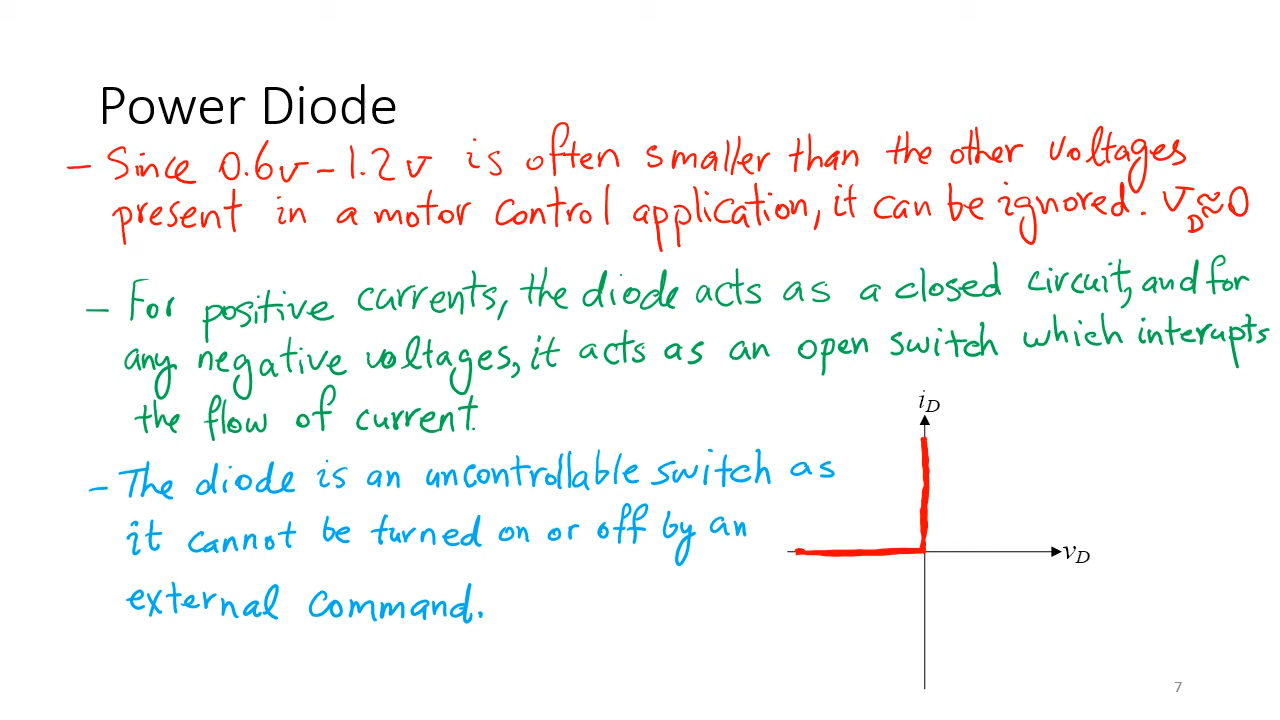 Power Diode
- Since 0.6v - 1.2v is often smaller than the other voltages
present in a motor control application, it can be ignored. V_D ≈ 0
- For positive currents, the diode acts as a closed circuit, and for
any negative voltages, it acts as an open switch which interupts
the flow of current.
- The diode is an uncontrollable switch as
it cannot be turned on or off by an
external command.
i_D
v_D
7